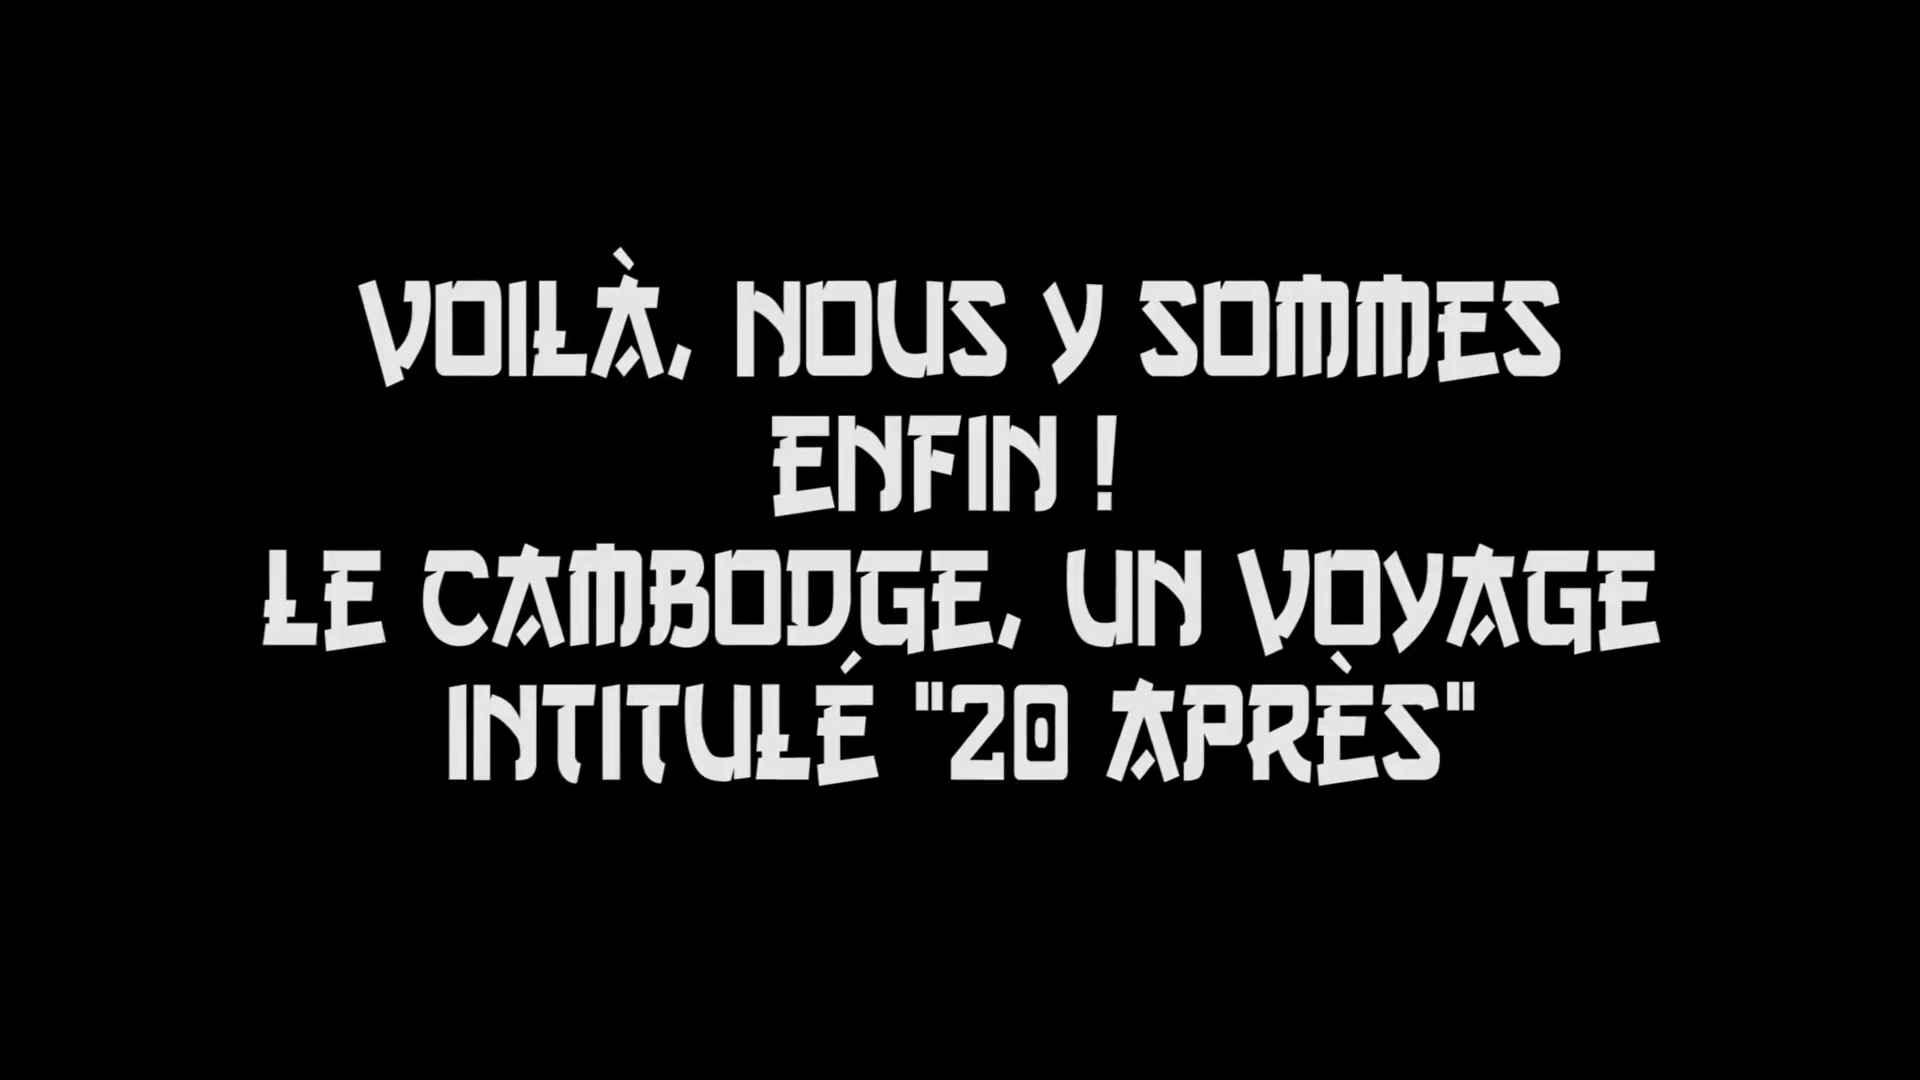 VOILÀ, NOUS Y SOMMES
ENFIN !
LE CAMBODGE, UN VOYAGE
INTITULÉ "20 APRÈS"